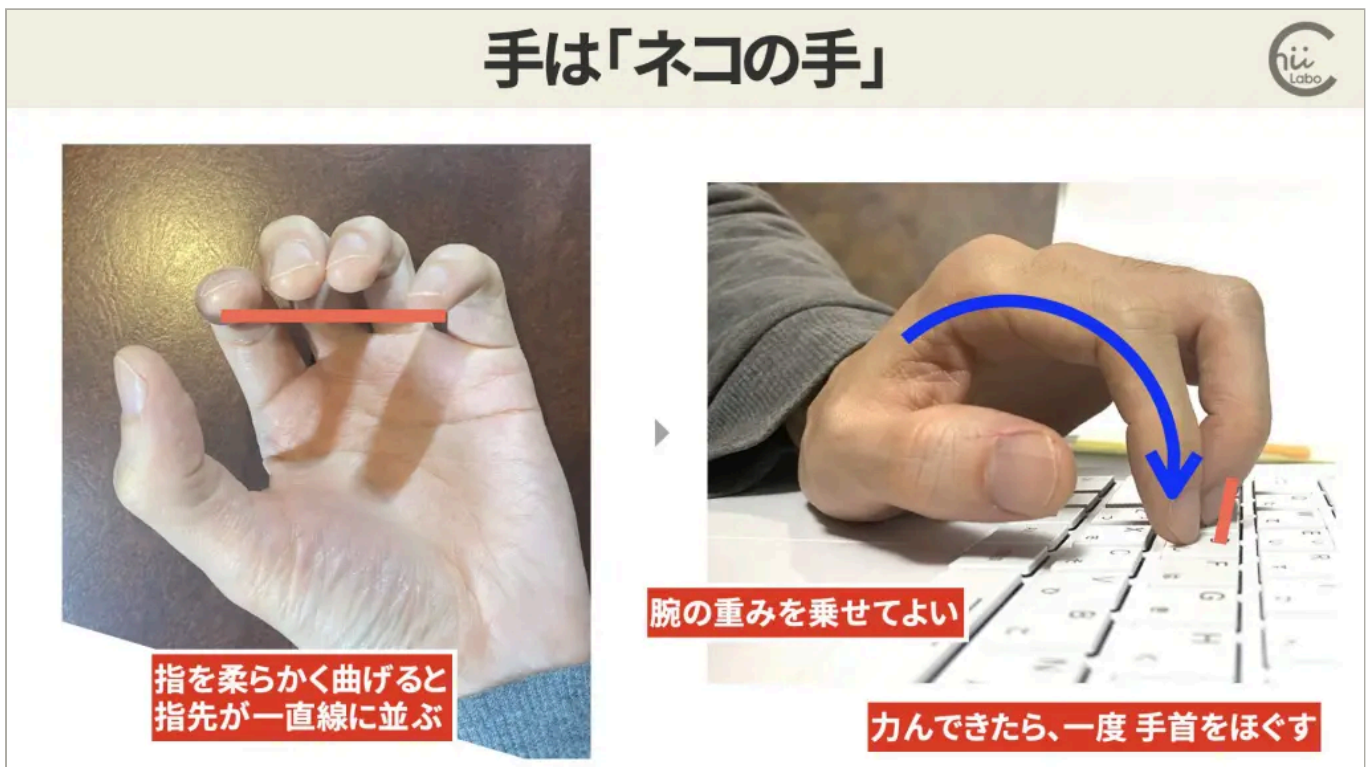 手は「ネコの手」
Chii
Labo
指を柔らかく曲げると
指先が一直線に並ぶ
腕の重みを乗せてよい
力んできたら、一度 手首をほぐす
X
C
V
B
N
F
G
H
E
R